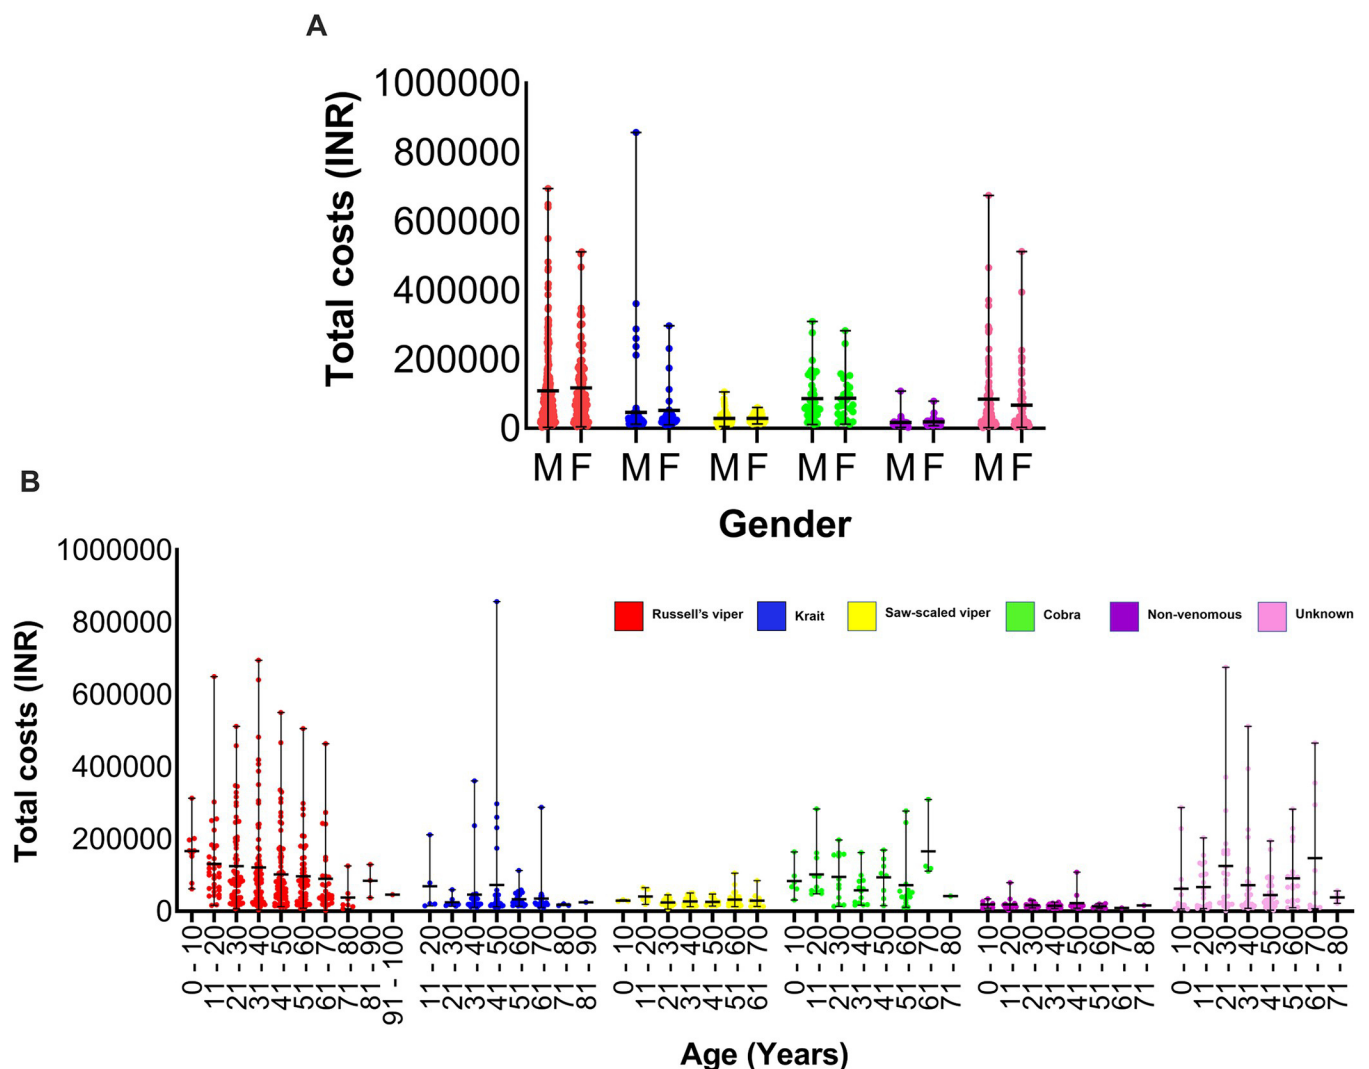 A
Total costs (INR)
1000000
800000
600000
400000
200000
0
M F M F M F M F M F M F
Gender
B
Total costs (INR)
1000000
800000
600000
400000
200000
0
Russell's viper Krait Saw-scaled viper Cobra Non-venomous Unknown
0 - 10 11 - 20 21 - 30 31 - 40 41 - 50 51 - 60 61 - 70 71 - 80 81 - 90 91 - 100 11 - 20 21 - 30 31 - 40 41 - 50 51 - 60 61 - 70 71 - 80 81 - 90 0 - 10 11 - 20 21 - 30 31 - 40 41 - 50 51 - 60 61 - 70 0 - 10 11 - 20 21 - 30 31 - 40 41 - 50 51 - 60 61 - 70 71 - 80 0 - 10 11 - 20 21 - 30 31 - 40 41 - 50 51 - 60 61 - 70 71 - 80 0 - 10 11 - 20 21 - 30 31 - 40 41 - 50 51 - 60 61 - 70 71 - 80
Age (Years)